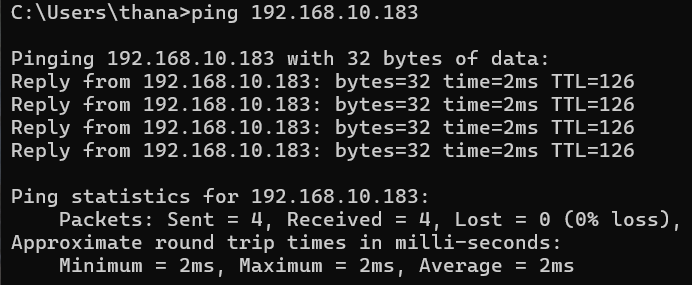 C:\Users\thana>ping 192.168.10.183
Pinging 192.168.10.183 with 32 bytes of data:
Reply from 192.168.10.183: bytes=32 time=2ms TTL=126
Reply from 192.168.10.183: bytes=32 time=2ms TTL=126
Reply from 192.168.10.183: bytes=32 time=2ms TTL=126
Reply from 192.168.10.183: bytes=32 time=2ms TTL=126
Ping statistics for 192.168.10.183:
    Packets: Sent = 4, Received = 4, Lost = 0 (0% loss),
Approximate round trip times in milli-seconds:
    Minimum = 2ms, Maximum = 2ms, Average = 2ms